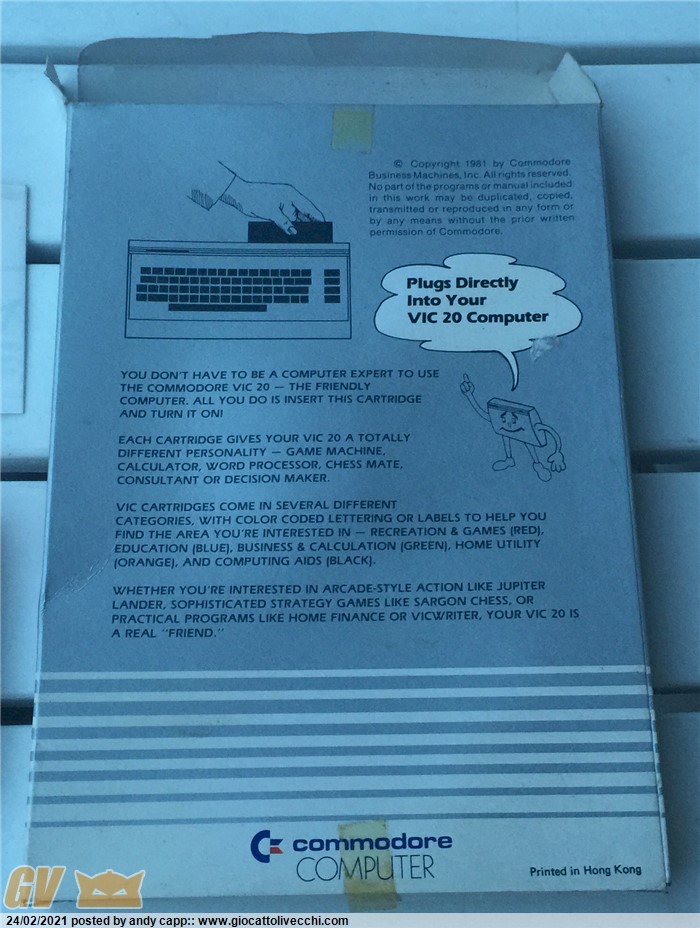 © Copyright 1981 by Commodore
Business Machines, Inc. All rights reserved.
No part of the programs or manual included
in this work may be duplicated, copied,
transmitted or reproduced in any form or
by any means without the prior written
permission of Commodore.
Plugs Directly
Into Your
VIC 20 Computer
YOU DON'T HAVE TO BE A COMPUTER EXPERT TO USE
THE COMMODORE VIC 20 — THE FRIENDLY
COMPUTER. ALL YOU DO IS INSERT THIS CARTRIDGE
AND TURN IT ON!
EACH CARTRIDGE GIVES YOUR VIC 20 A TOTALLY
DIFFERENT PERSONALITY — GAME MACHINE,
CALCULATOR, WORD PROCESSOR, CHESS MATE,
CONSULTANT OR DECISION MAKER.
VIC CARTRIDGES COME IN SEVERAL DIFFERENT
CATEGORIES, WITH COLOR CODED LETTERING OR LABELS TO HELP YOU
FIND THE AREA YOU'RE INTERESTED IN — RECREATION & GAMES (RED),
EDUCATION (BLUE), BUSINESS & CALCULATION (GREEN), HOME UTILITY
(ORANGE), AND COMPUTING AIDS (BLACK).
WHETHER YOU'RE INTERESTED IN ARCADE-STYLE ACTION LIKE JUPITER
LANDER, SOPHISTICATED STRATEGY GAMES LIKE SARGON CHESS, OR
PRACTICAL PROGRAMS LIKE HOME FINANCE OR VICWRITER, YOUR VIC 20 IS
A REAL "FRIEND."
commodore
COMPUTER
Printed in Hong Kong
GV
24/02/2021 posted by andy capp:: www.giocattolivecchi.com